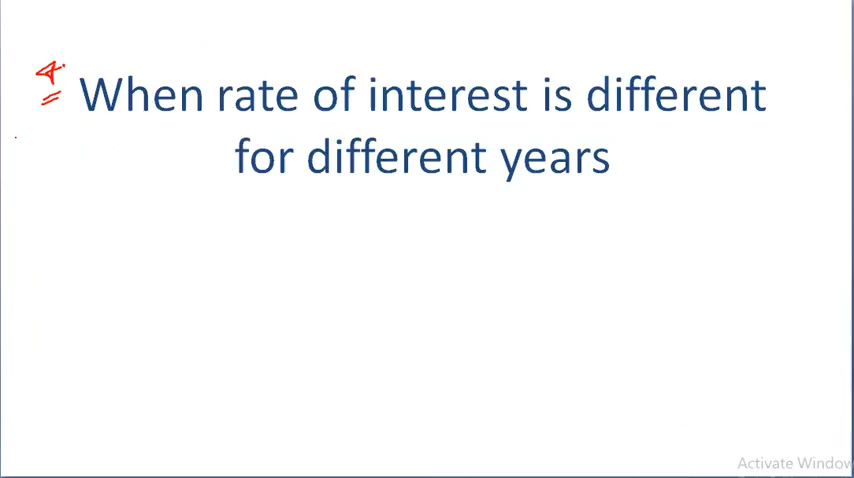 4.
When rate of interest is different
for different years
Activate Window